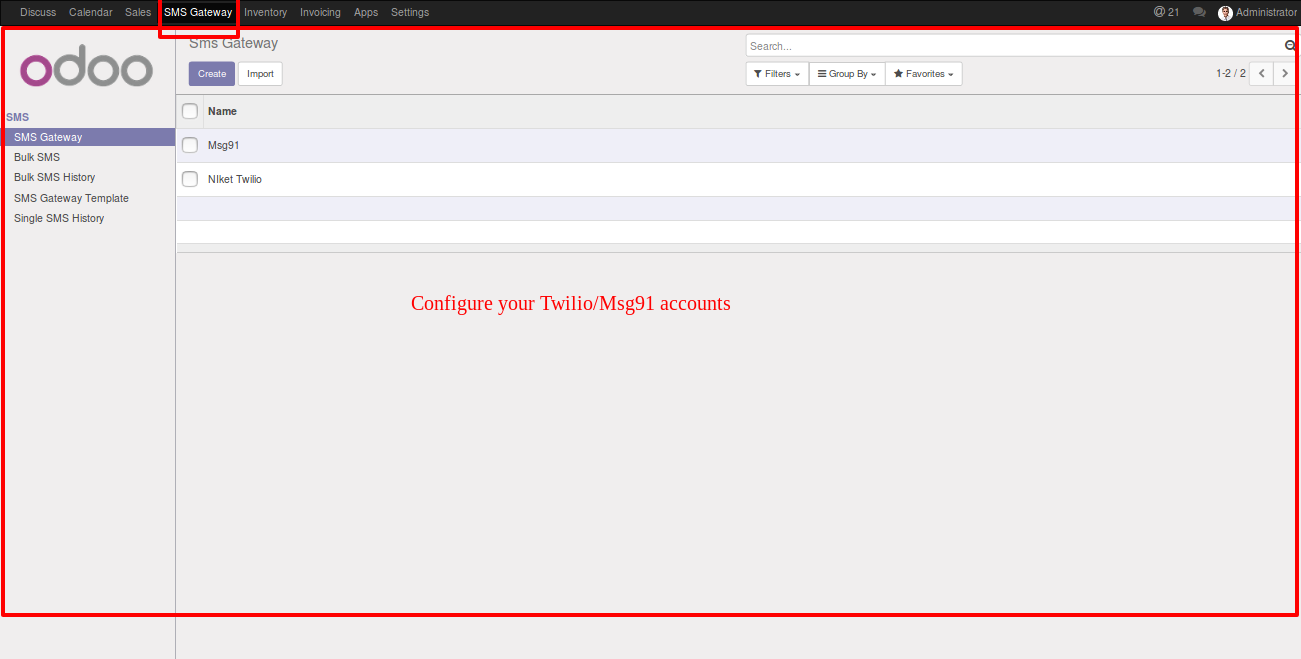 Discuss Calendar Sales SMS Gateway Inventory Invoicing Apps Settings @ 21 Administrator
odoo
Sms Gateway
Search...
Create Import
Filters Group By Favorites 1-2 / 2
SMS
SMS Gateway
Bulk SMS
Bulk SMS History
SMS Gateway Template
Single SMS History
Name
Msg91
NIket Twilio
Configure your Twilio/Msg91 accounts